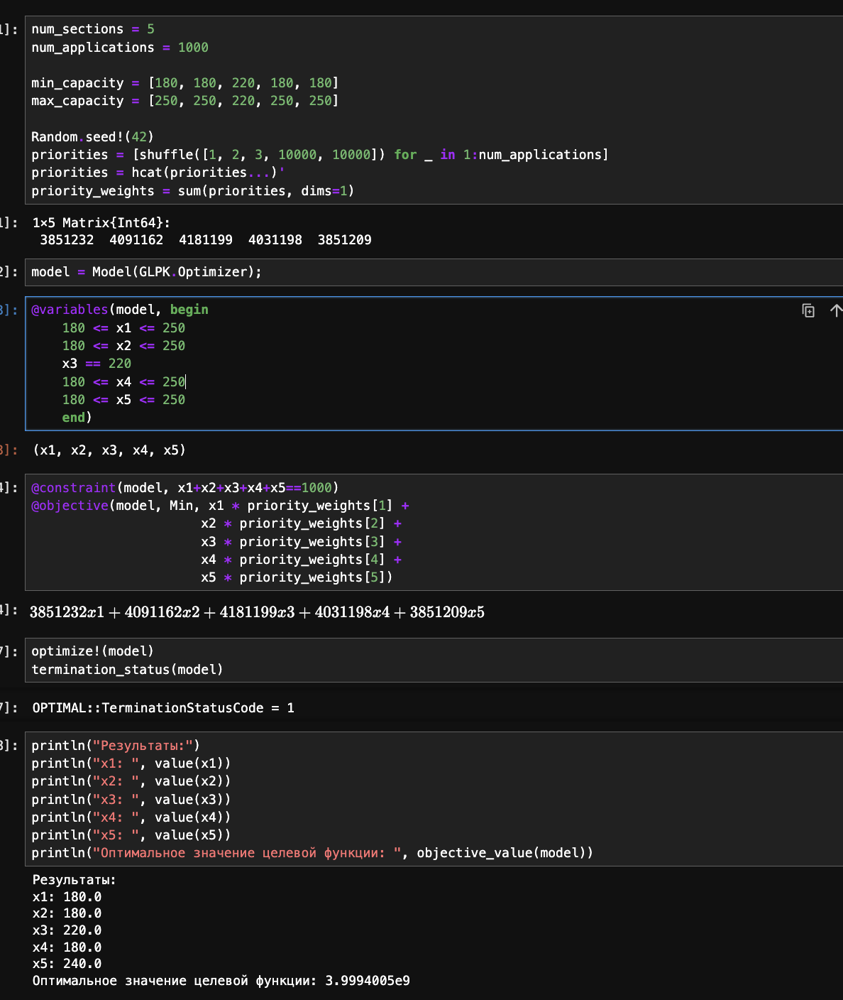 1]:
num_sections = 5
num_applications = 1000
min_capacity = [180, 180, 220, 180, 180]
max_capacity = [250, 250, 220, 250, 250]
Random.seed!(42)
priorities = [shuffle([1, 2, 3, 10000, 10000]) for _ in 1:num_applications]
priorities = hcat(priorities...)'
priority_weights = sum(priorities, dims=1)
1]: 1×5 Matrix{Int64}:
3851232 4091162 4181199 4031198 3851209
2]: model = Model(GLPK.Optimizer);
3]: @variables(model, begin
180 <= x1 <= 250
180 <= x2 <= 250
x3 == 220
180 <= x4 <= 250
180 <= x5 <= 250
end)
3]: (x1, x2, x3, x4, x5)
4]: @constraint(model, x1+x2+x3+x4+x5==1000)
@objective(model, Min, x1 * priority_weights[1] +
x2 * priority_weights[2] +
x3 * priority_weights[3] +
x4 * priority_weights[4] +
x5 * priority_weights[5])
4]: 3851232x1 + 4091162x2 + 4181199x3 + 4031198x4 + 3851209x5
7]: optimize!(model)
termination_status(model)
7]: OPTIMAL::TerminationStatusCode = 1
8]: println("Результаты:")
println("x1: ", value(x1))
println("x2: ", value(x2))
println("x3: ", value(x3))
println("x4: ", value(x4))
println("x5: ", value(x5))
println("Оптимальное значение целевой функции: ", objective_value(model))
Результаты:
x1: 180.0
x2: 180.0
x3: 220.0
x4: 180.0
x5: 240.0
Оптимальное значение целевой функции: 3.9994005e9